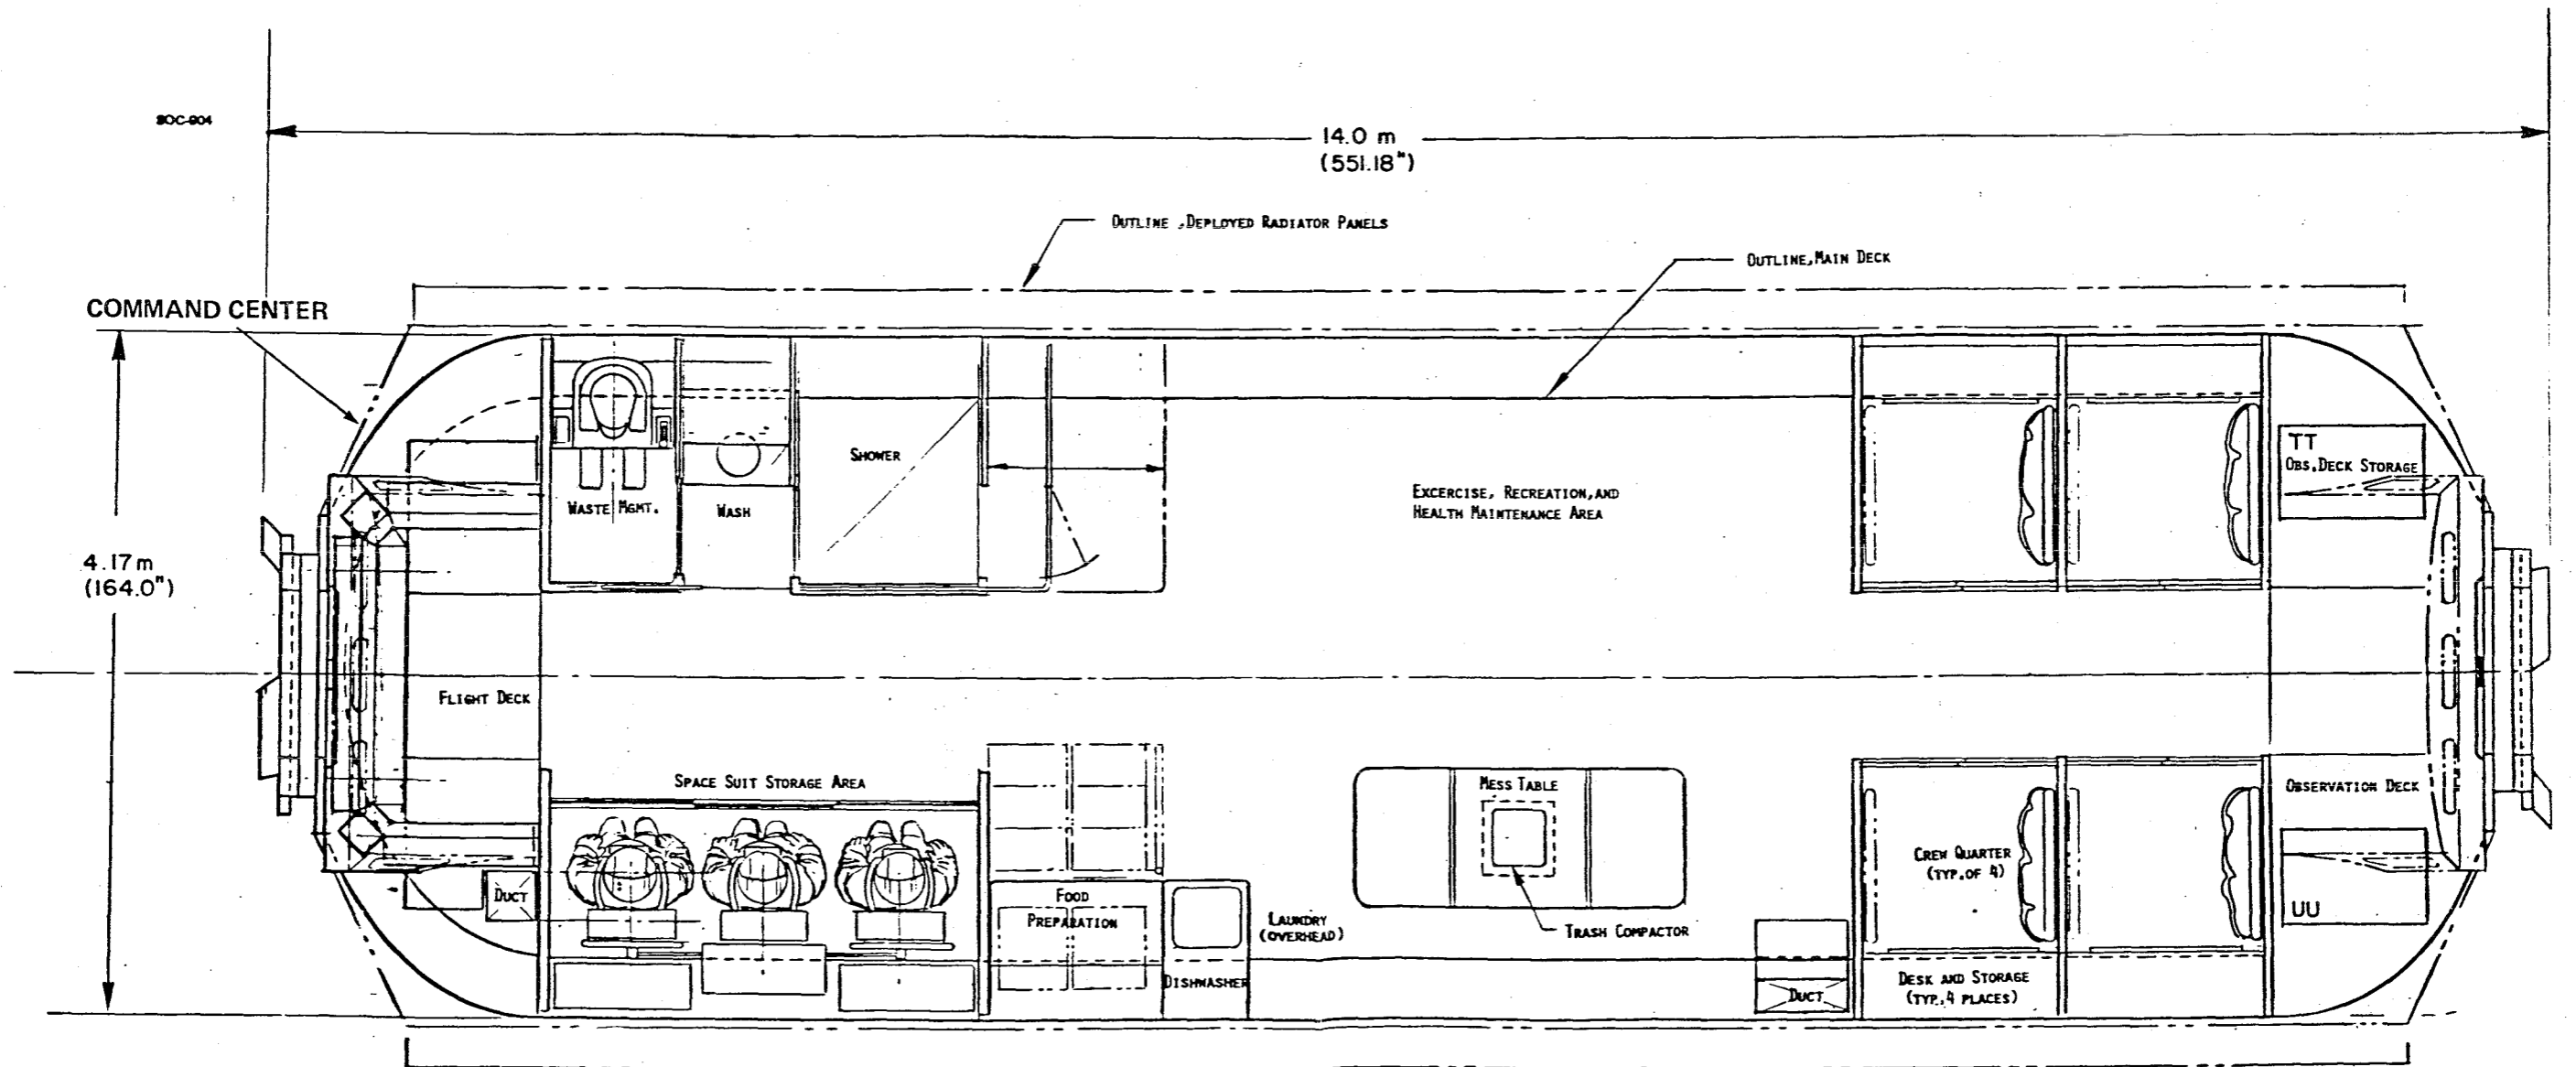 SOC-904
14.0 m
(551.18")
OUTLINE ,DEPLOYED RADIATOR PANELS
OUTLINE,MAIN DECK
COMMAND CENTER
4.17m
(164.0")
WASTE MGMT.
WASH
SHOWER
EXCERCISE, RECREATION,AND
HEALTH MAINTENANCE AREA
TT
OBS.DECK STORAGE
FLIGHT DECK
SPACE SUIT STORAGE AREA
MESS TABLE
OBSERVATION DECK
CREW QUARTER
(TYP.OF 4)
DUCT
FOOD
PREPARATION
LAUNDRY
(OVERHEAD)
TRASH COMPACTOR
UU
DISHWASHER
DUCT
DESK AND STORAGE
(TYP.,4 PLACES)